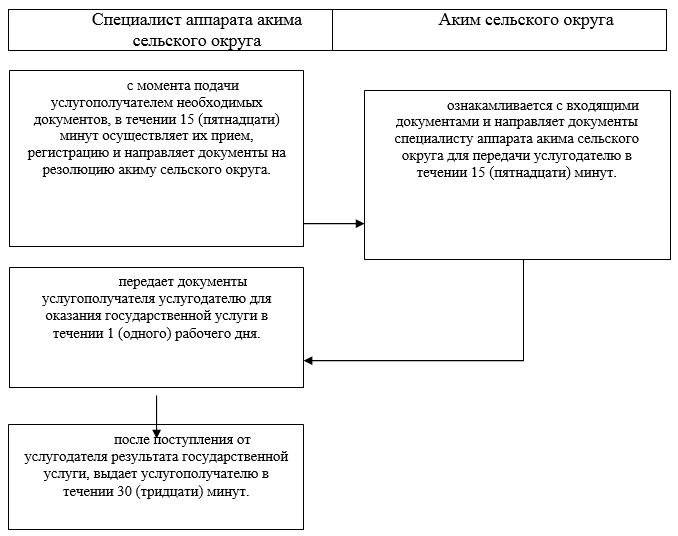 Специалист аппарата акима
сельского округа
Аким сельского округа
с момента подачи
услугополучателем необходимых
документов, в течении 15 (пятнадцати)
минут осуществляет их прием,
регистрацию и направляет документы на
резолюцию акиму сельского округа.
ознакамливается с входящими
документами и направляет документы
специалисту аппарата акима сельского
округа для передачи услугодателю в
течении 15 (пятнадцати) минут.
передает документы
услугополучателя услугодателю для
оказания государственной услуги в
течении 1 (одного) рабочего дня.
после поступления от
услугодателя результата государственной
услуги, выдает услугополучателю в
течении 30 (тридцати) минут.